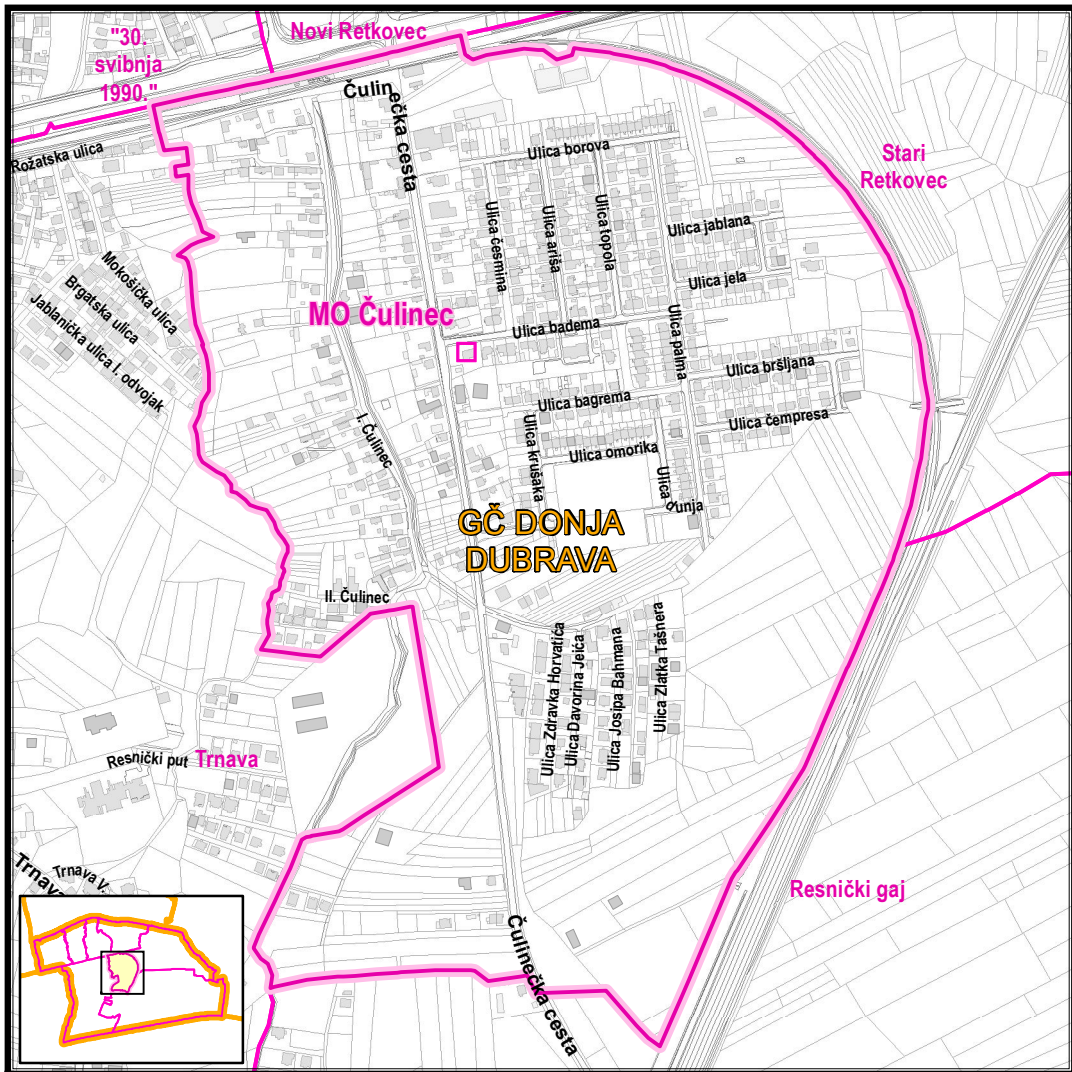 "30.
svibnja
1990."
Novi Retkovec
Čulinečka cesta
Rožatska ulica
Ulica borova
Stari
Retkovec
Ulica česmina
Ulica ariša
Ulica topola
Ulica jablana
Ulica jela
Mokošička ulica
Brgatska ulica
Jablanička ulica I. odvojak
MO Čulinec
Ulica badema
Ulica palma
Ulica bršljana
Ulica bagrema
Ulica čempresa
I. Čulinec
Ulica krušaka
Ulica omorika
Ulica
GČ DONJA
DUBRAVA
II. Čulinec
Ulica Zdravka Horvatića
Ulica Davorina Jeiča
Ulica Josipa Bahmana
Ulica Zlatka Tašnera
Resnički put
Trnava
Trnava V.
Resnički gaj
Čulinečka cesta